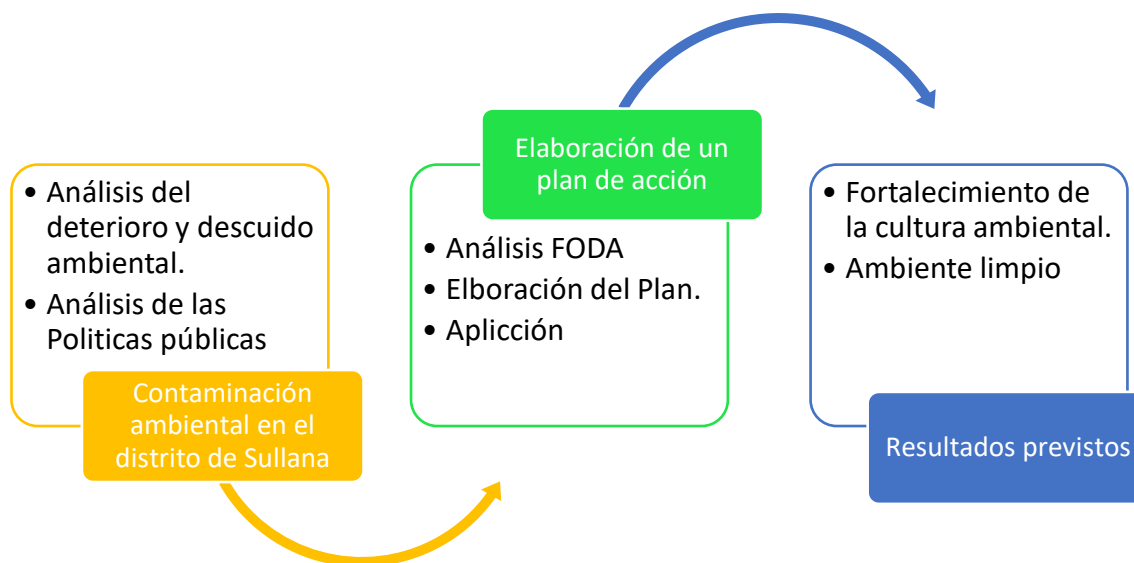 • Análisis del
deterioro y descuido
ambiental.
• Análisis de las
Politicas públicas
Contaminación
ambiental en el
distrito de Sullana
Elaboración de un
plan de acción
• Análisis FODA
• Elboración del Plan.
• Aplicción
• Fortalecimiento de
la cultura ambiental.
• Ambiente limpio
Resultados previstos